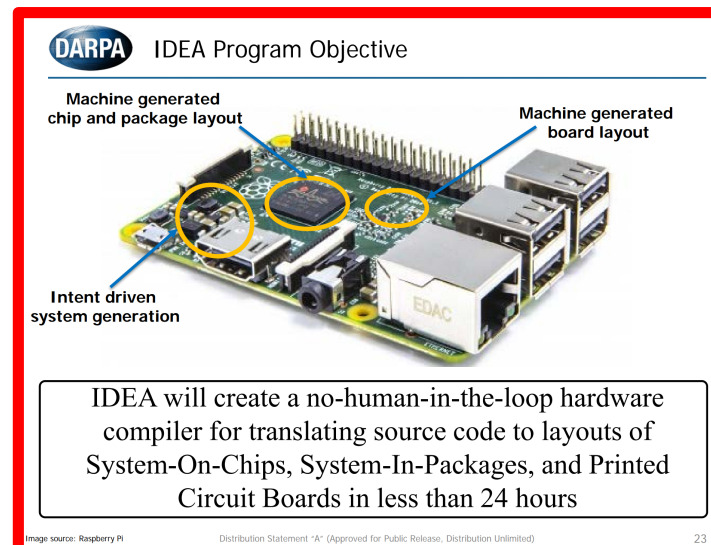 DARPA
IDEA Program Objective
Machine generated
chip and package layout
Machine generated
board layout
Intent driven
system generation
EDAC
ETHERNET
IDEA will create a no-human-in-the-loop hardware
compiler for translating source code to layouts of
System-On-Chips, System-In-Packages, and Printed
Circuit Boards in less than 24 hours
Image source: Raspberry Pi
Distribution Statement "A" (Approved for Public Release, Distribution Unlimited)
23